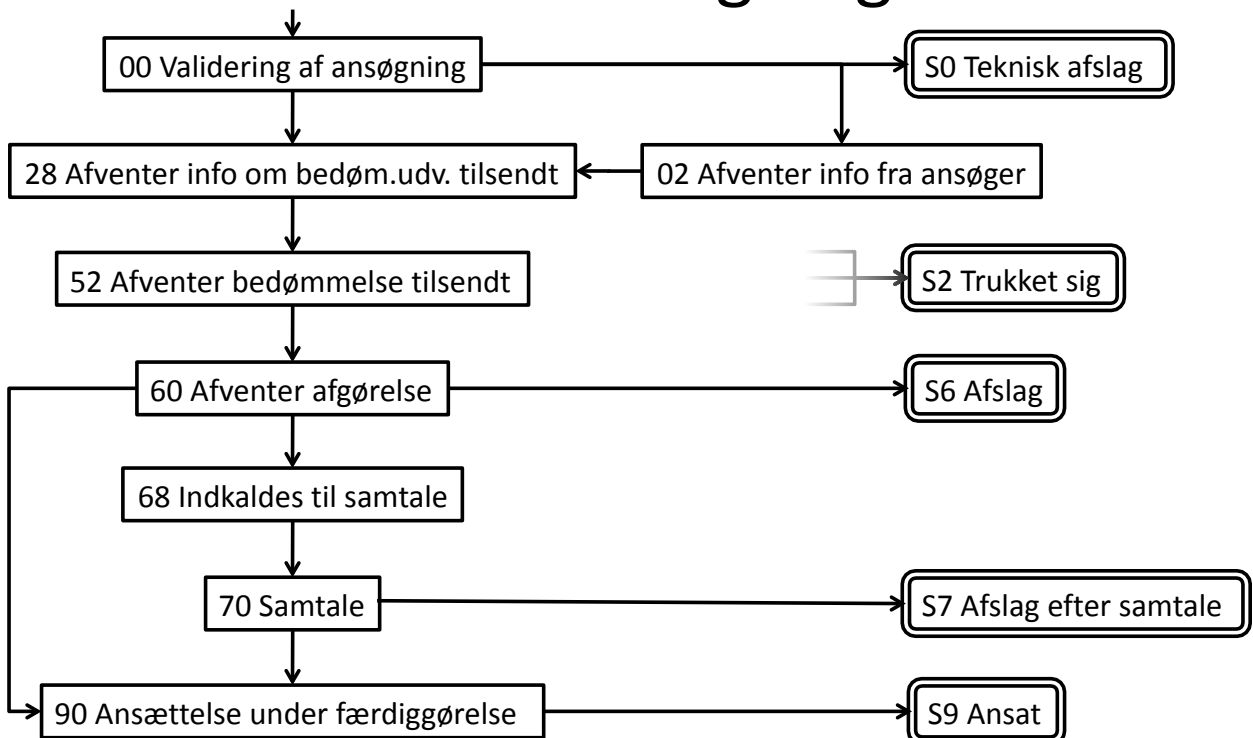 00 Validering af ansøgning
S0 Teknisk afslag
28 Afventer info om bedøm.udv. tilsendt
02 Afventer info fra ansøger
52 Afventer bedømmelse tilsendt
S2 Trukket sig
60 Afventer afgørelse
S6 Afslag
68 Indkaldes til samtale
70 Samtale
S7 Afslag efter samtale
90 Ansættelse under færdiggørelse
S9 Ansat